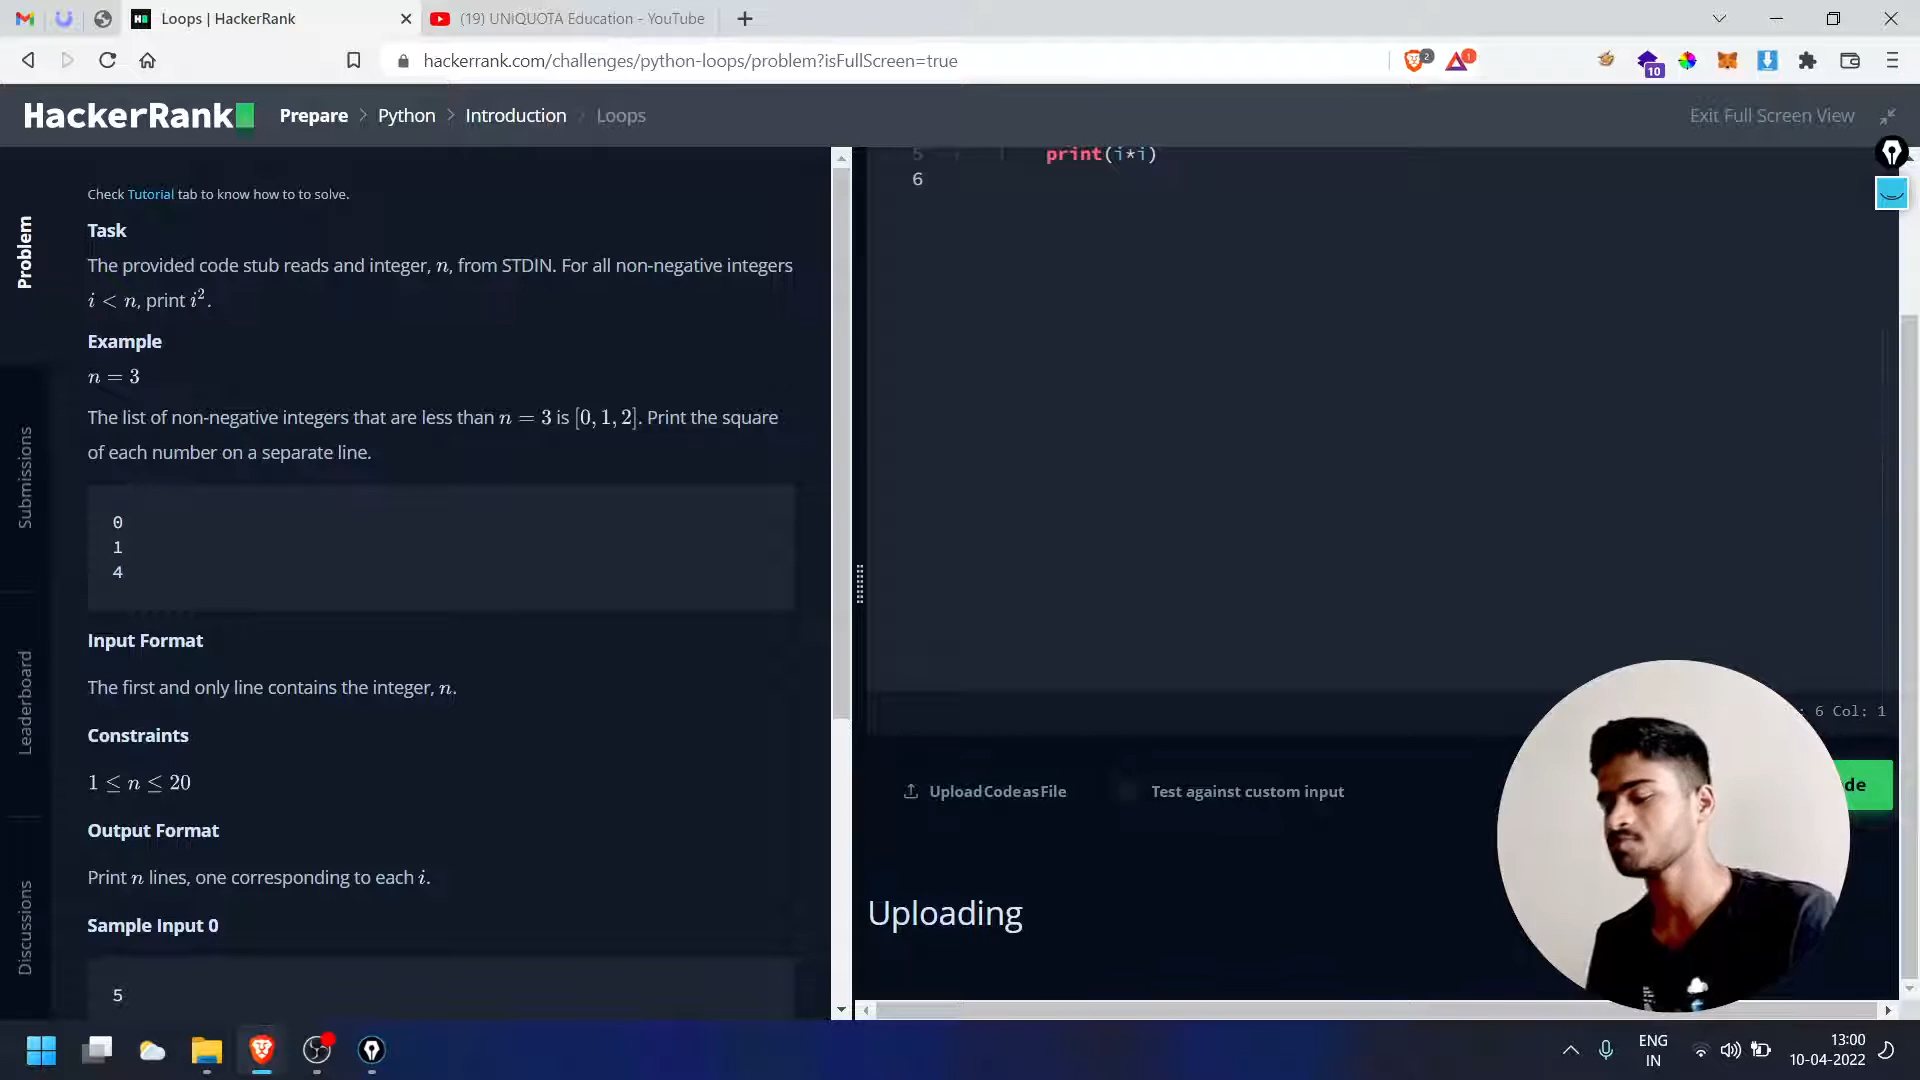 Loops | HackerRank
(19) UNIQUOTA Education - YouTube
hackerrank.com/challenges/python-loops/problem?isFullScreen=true
2
1
10
HackerRank
Prepare > Python > Introduction > Loops
Exit Full Screen View
Problem
Submissions
Leaderboard
Discussions
Check Tutorial tab to know how to to solve.
Task
The provided code stub reads and integer, n, from STDIN. For all non-negative integers
i < n, print i².
Example
n = 3
The list of non-negative integers that are less than n = 3 is [0, 1, 2]. Print the square
of each number on a separate line.
0
1
4
Input Format
The first and only line contains the integer, n.
Constraints
1 ≤ n ≤ 20
Output Format
Print n lines, one corresponding to each i.
Sample Input 0
5
5 print(i*i)
6
: 6 Col: 1
Upload Code as File
Test against custom input
de
Uploading
ENG
IN
13:00
10-04-2022